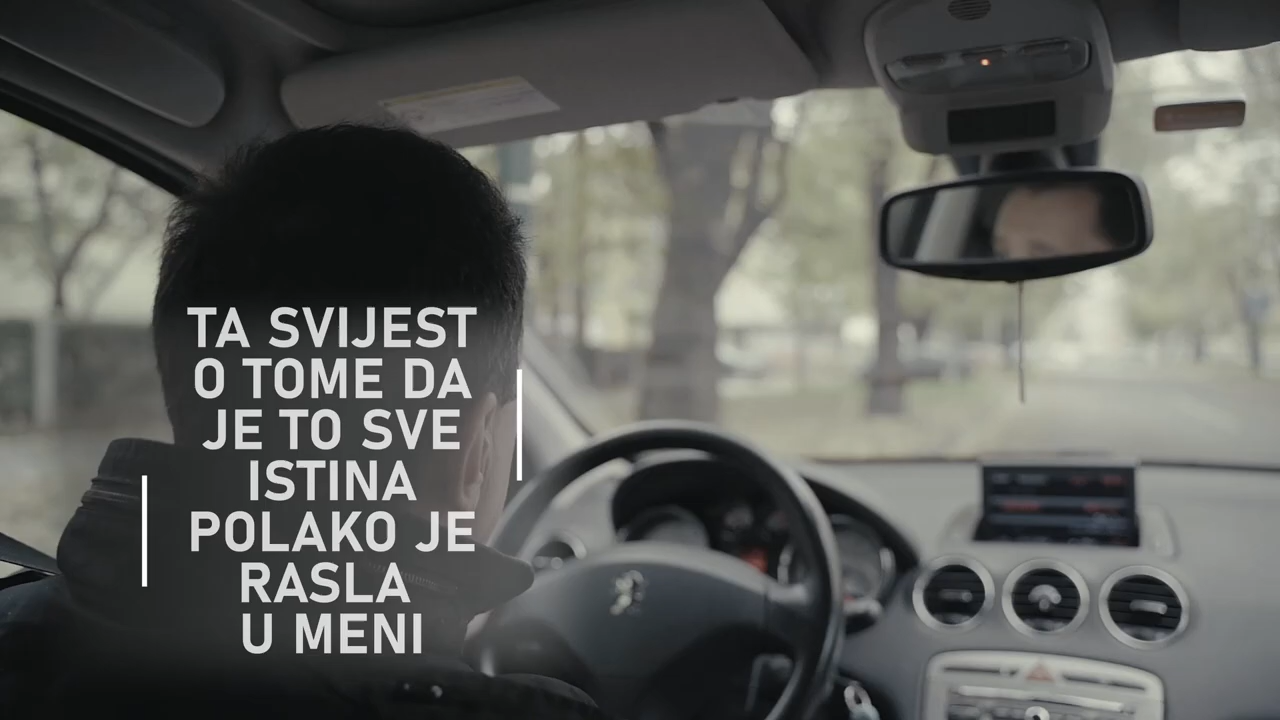 TA SVIJEST
O TOME DA
JE TO SVE
ISTINA
POLAKO JE
RASLA
U MENI